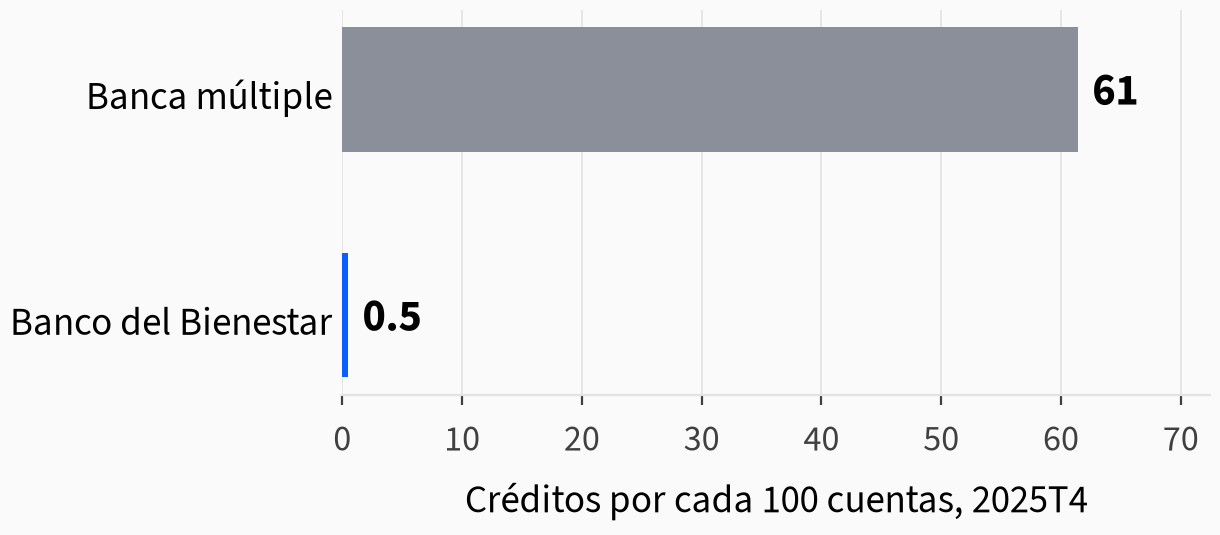 Banca múltiple 61
Banco del Bienestar 0.5
0 10 20 30 40 50 60 70
Créditos por cada 100 cuentas, 2025T4